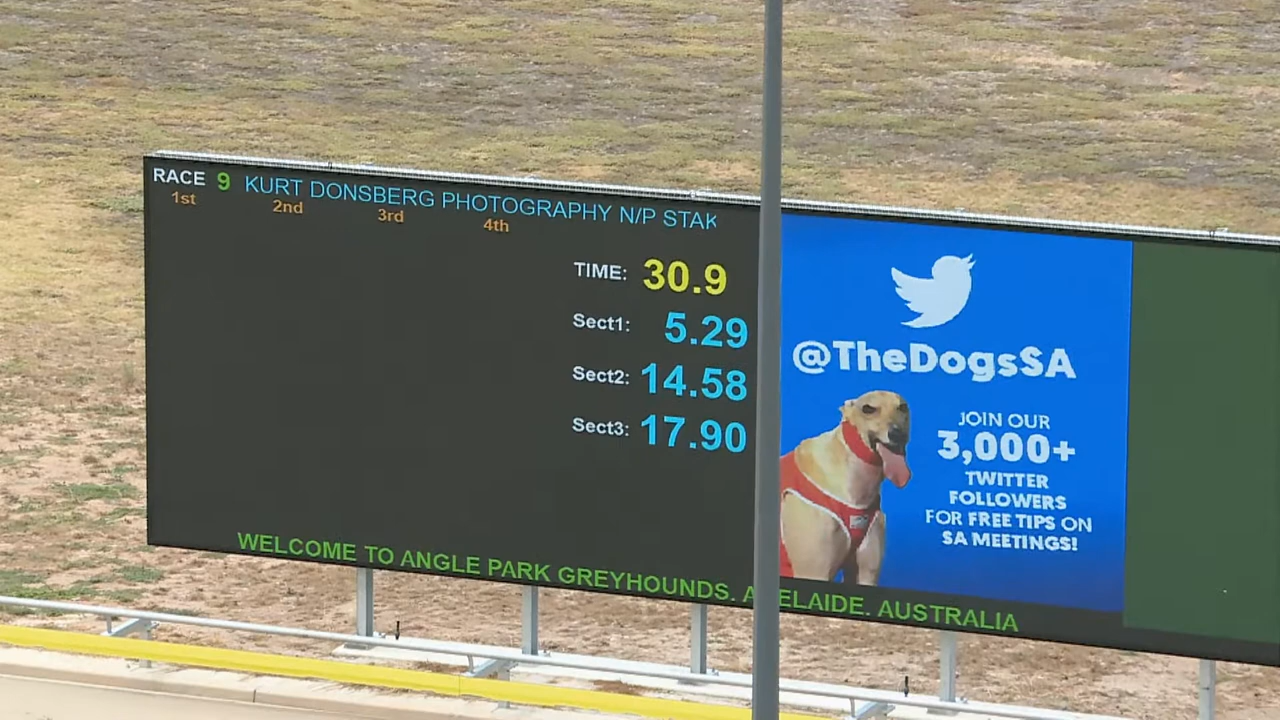 RACE 9 KURT DONSBERG PHOTOGRAPHY N/P STAK
1st 2nd 3rd 4th
TIME: 30.9
Sect1: 5.29
Sect2: 14.58
Sect3: 17.90
@TheDogsSA
JOIN OUR
3,000+
TWITTER
FOLLOWERS
FOR FREE TIPS ON
SA MEETINGS!
WELCOME TO ANGLE PARK GREYHOUNDS. ADELAIDE. AUSTRALIA